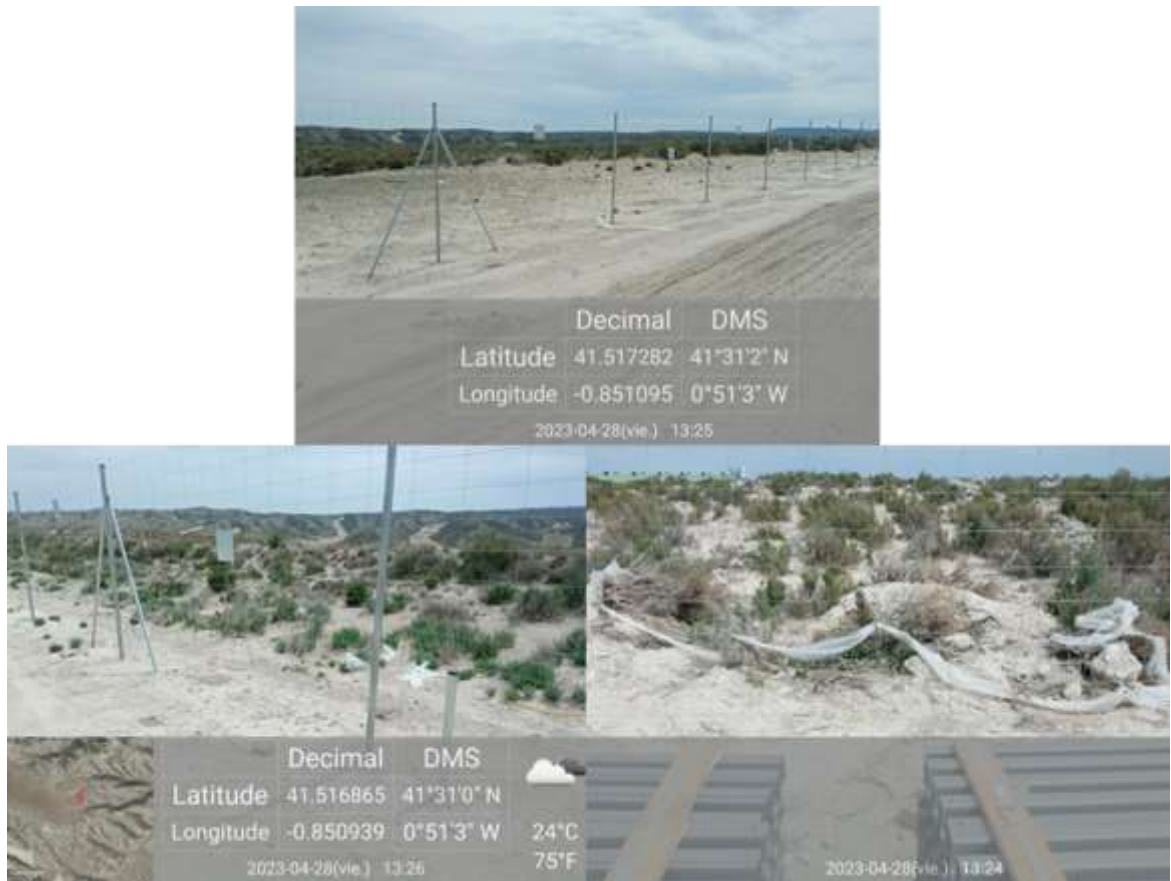 Decimal DMS
Latitude 41.517282 41°31'2" N
Longitude -0.851095 0°51'3" W
2023-04-28(vie.) 13:25
Decimal DMS
Latitude 41.516865 41°31'0" N
Longitude -0.850939 0°51'3" W
24°C
75°F
2023-04-28(vie.) 13:26
2023-04-28(vie.) 13:24